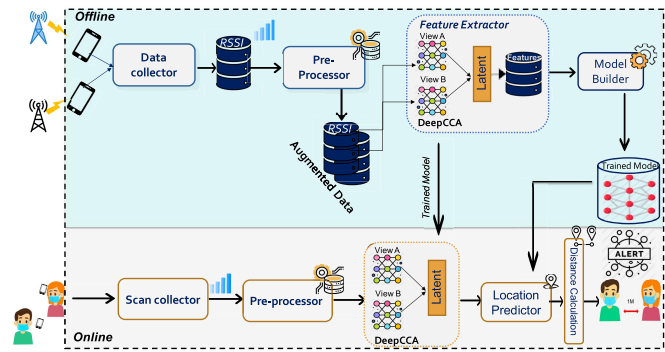 Offline
Data
collector
RSSI
Pre-
Processor
RSSI
Augmented Data
Feature Extractor
View A
View B
DeepCCA
Latent
Features
Model
Builder
Trained Model
Trained Model
ALERT
Scan collector
Pre-processor
View A
View B
DeepCCA
Latent
Location
Predictor
Distance Calculation
1M
Online